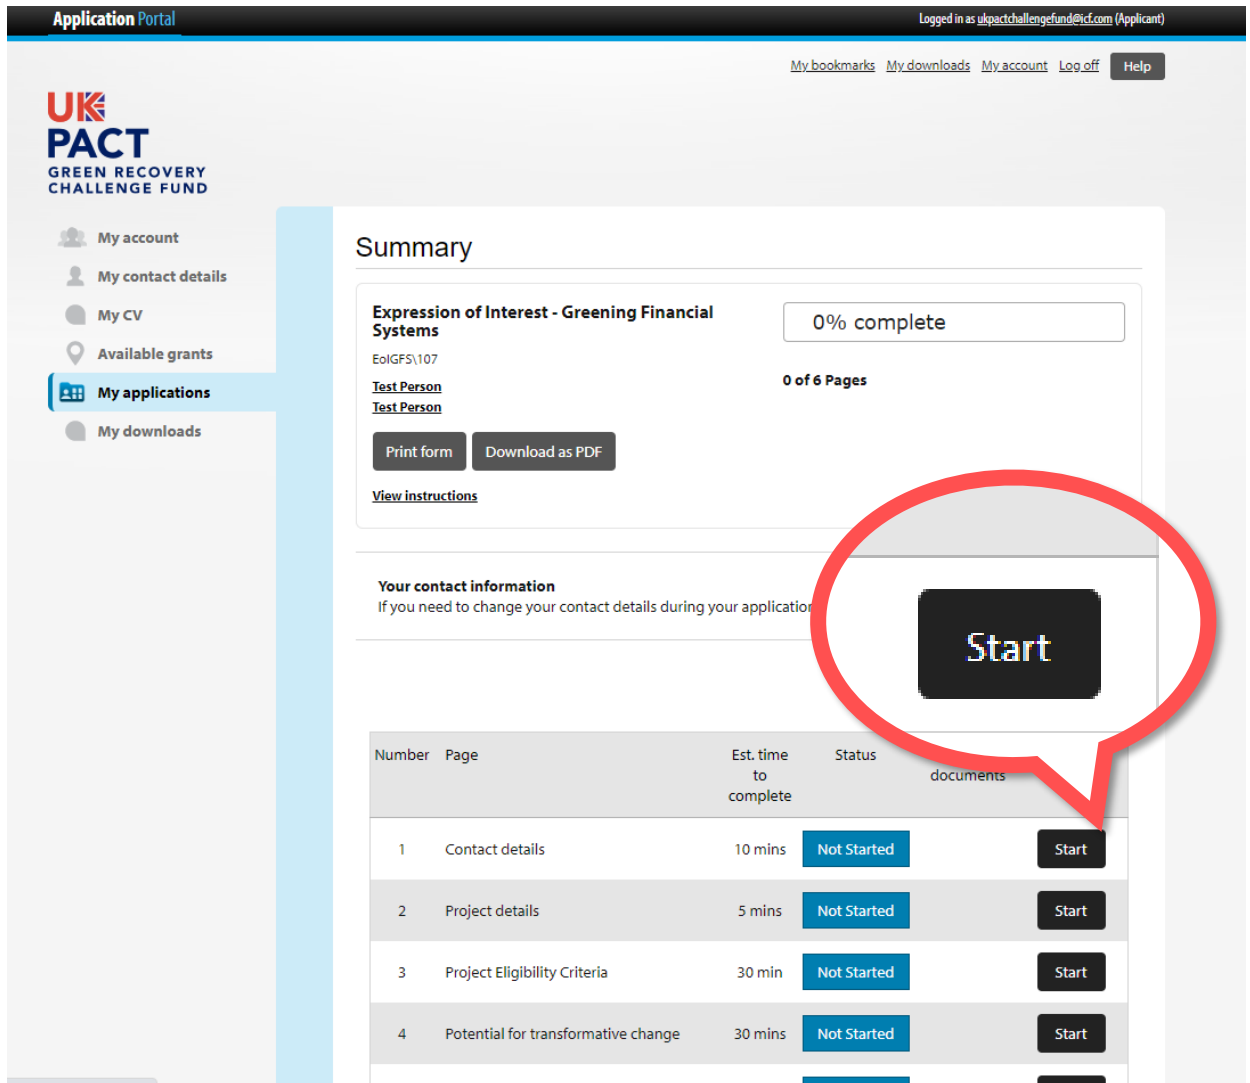 Application Portal
Logged in as ukpactchallengefund@icf.com (Applicant)
My bookmarks My downloads My account Log off Help
UK
PACT
GREEN RECOVERY
CHALLENGE FUND
My account
My contact details
My CV
Available grants
My applications
My downloads
Summary
Expression of Interest - Greening Financial
Systems
EoIGFS\107
Test Person
Test Person
Print form Download as PDF
View instructions
0% complete
0 of 6 Pages
Your contact information
If you need to change your contact details during your application
Start
Number Page Est. time Status
to documents
complete
1 Contact details 10 mins Not Started Start
2 Project details 5 mins Not Started Start
3 Project Eligibility Criteria 30 min Not Started Start
4 Potential for transformative change 30 mins Not Started Start